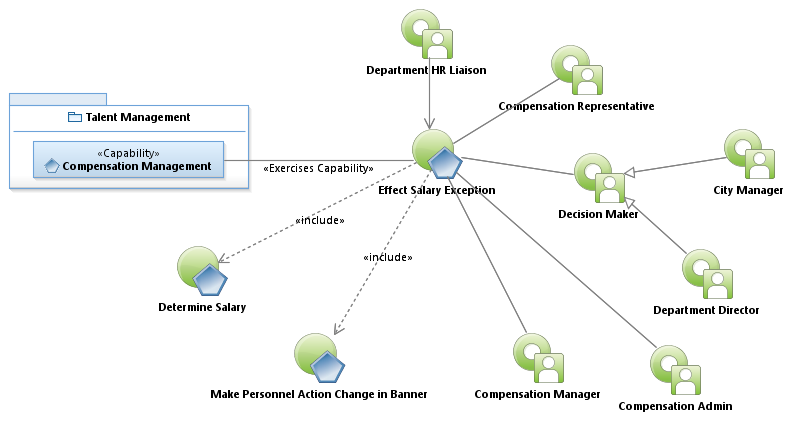 Department HR Liaison
Compensation Representative
Talent Management
«Capability»
Compensation Management
«Exercises Capability»
Effect Salary Exception
City Manager
Decision Maker
«include»
«include»
Determine Salary
Department Director
Make Personnel Action Change in Banner
Compensation Manager
Compensation Admin